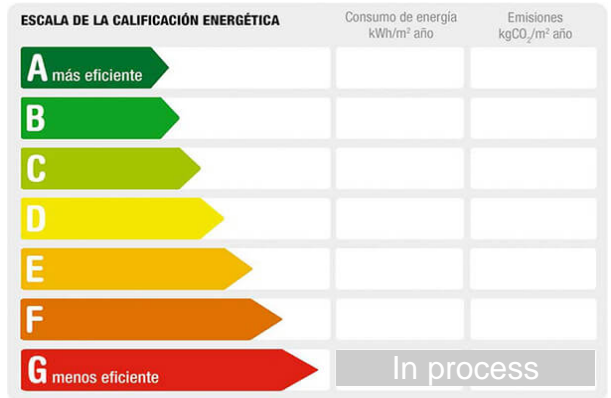 ESCALA DE LA CALIFICACIÓN ENERGÉTICA
Consumo de energía
kWh/m² año
Emisiones
kgCO₂/m² año
A más eficiente
B
C
D
E
F
G menos eficiente
In process